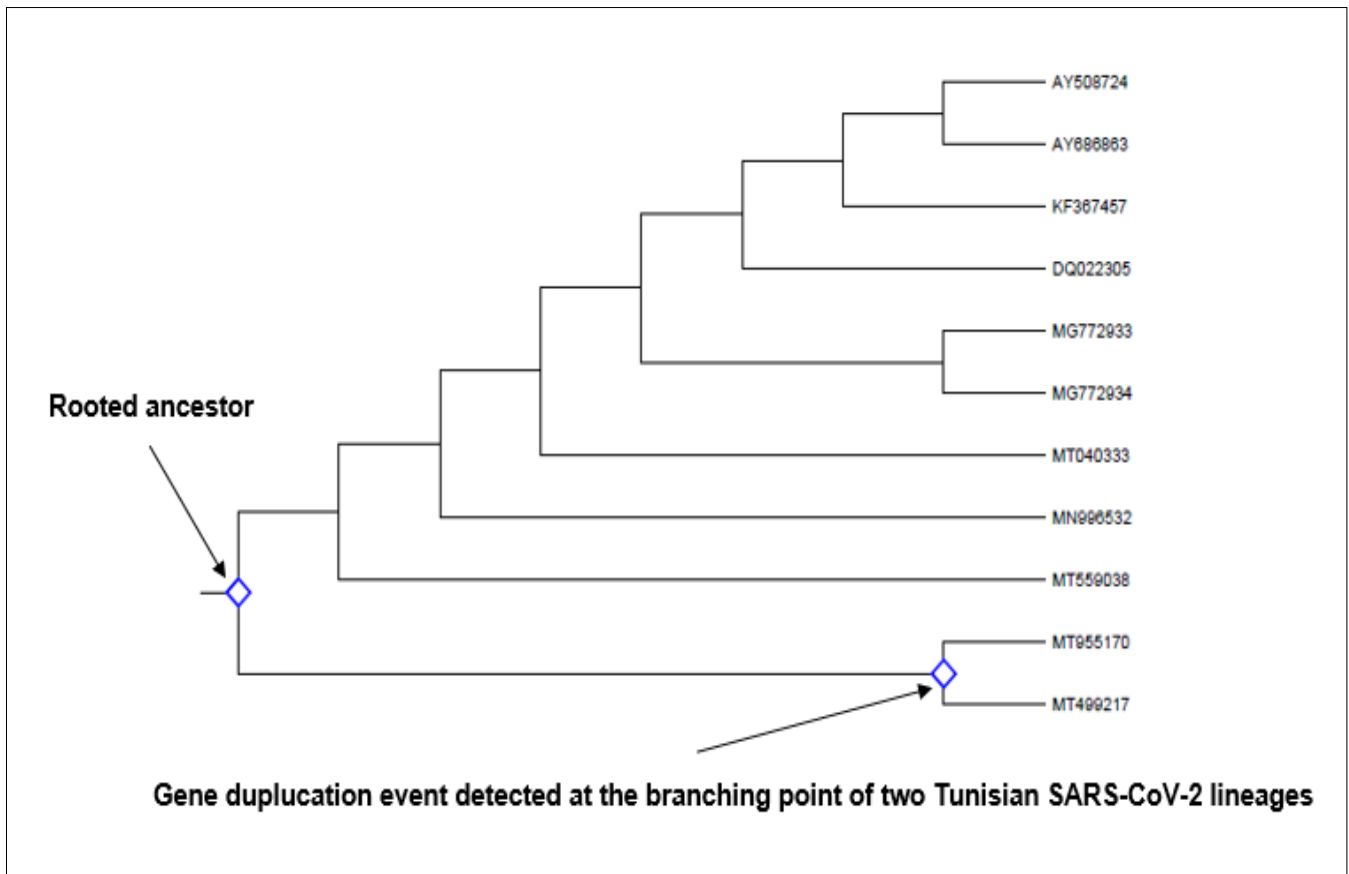 AY508724
AY686863
KF367457
DQ022305
MG772933
MG772934
Rooted ancestor
MT040333
MN996532
MT559038
MT955170
MT499217
Gene duplucation event detected at the branching point of two Tunisian SARS-CoV-2 lineages